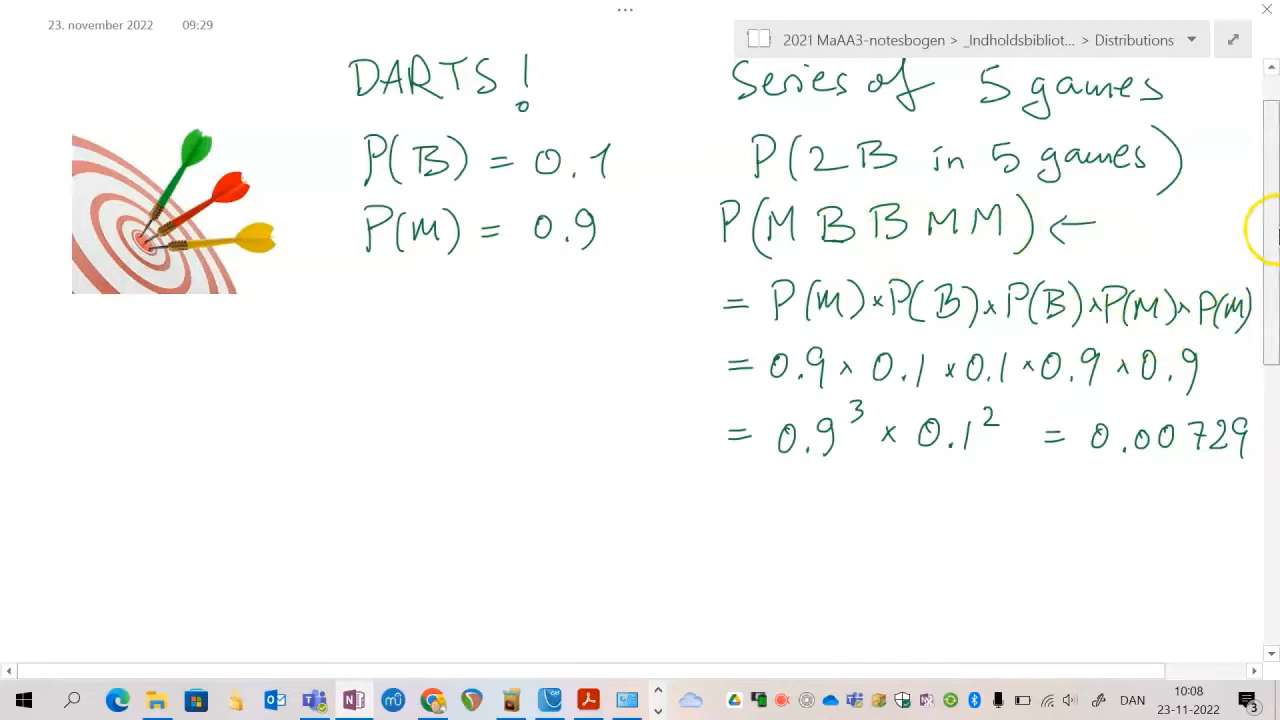 23. november 2022 09:29
2021 MaAA3-notesbogen > _Indholdsbibliot... > Distributions
DARTS!
P(B) = 0.1
P(M) = 0.9
Series of 5 games
P(2B in 5 games)
P(M B B M M) ←
= P(M) × P(B) × P(B) × P(M) × P(M)
= 0.9 × 0.1 × 0.1 × 0.9 × 0.9
= 0.9³ × 0.1² = 0.00729
DAN
10:08
23-11-2022
3